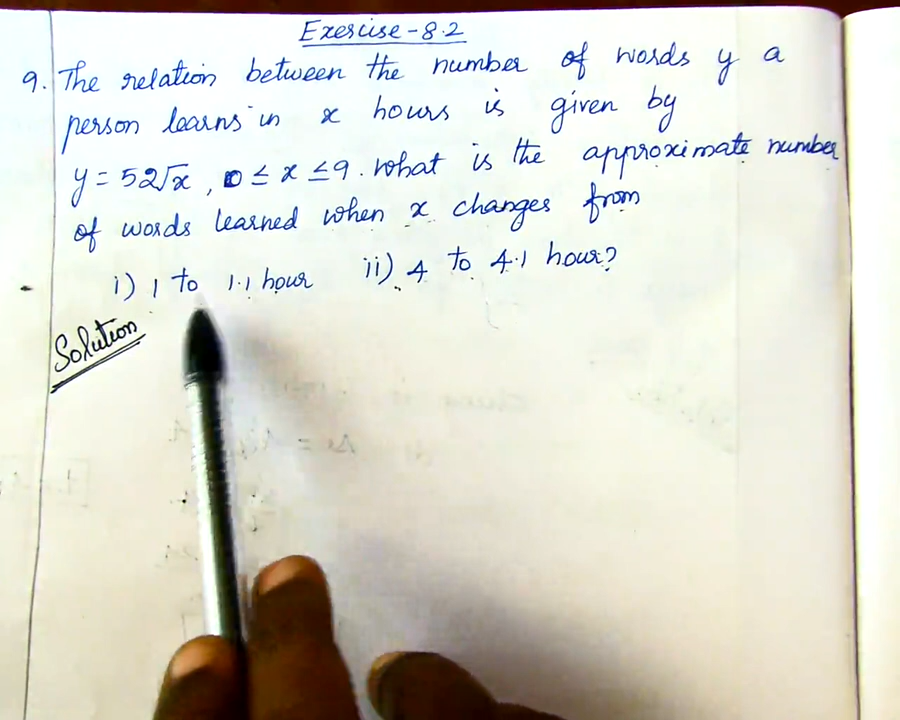 Exercise-8.2
9. The relation between the number of words y a
person learns in x hours is given by
y = 52√x , 0 ≤ x ≤ 9. What is the approximate number
of words learned when x changes from
i) 1 to 1.1 hour ii) 4 to 4.1 hour?
Solution